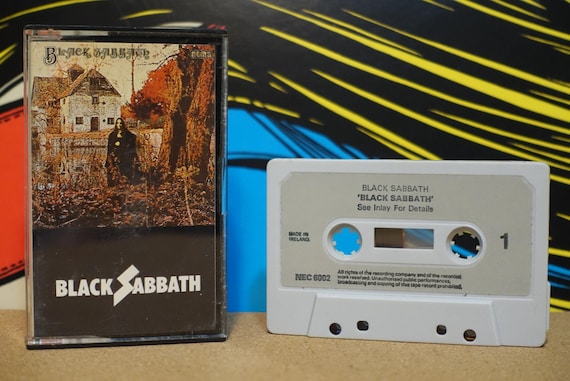 BLACK SABBATH
BLACK SABBATH
BLACK SABBATH
'BLACK SABBATH'
See Inlay For Details
MADE IN
IRELAND.
1
NEC 6002
All rights of the recording company and of the recorded
work reserved. Unauthorised public performances,
broadcasting and copying of this tape record prohibited.